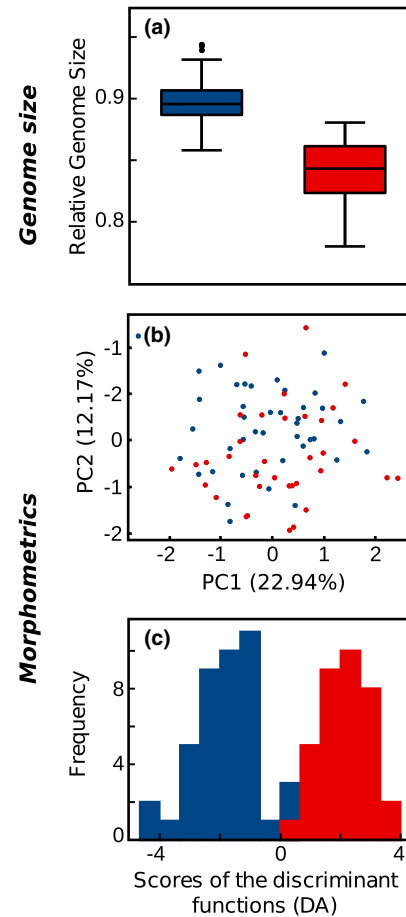 Genome size
(a)
Relative Genome Size
0.9
0.8
Morphometrics
(b)
PC2 (12.17%)
-1
-2
0
-1
-2
-2 -1 0 1 2
PC1 (22.94%)
(c)
Frequency
8
4
0
-4 0 4
Scores of the discriminant
functions (DA)